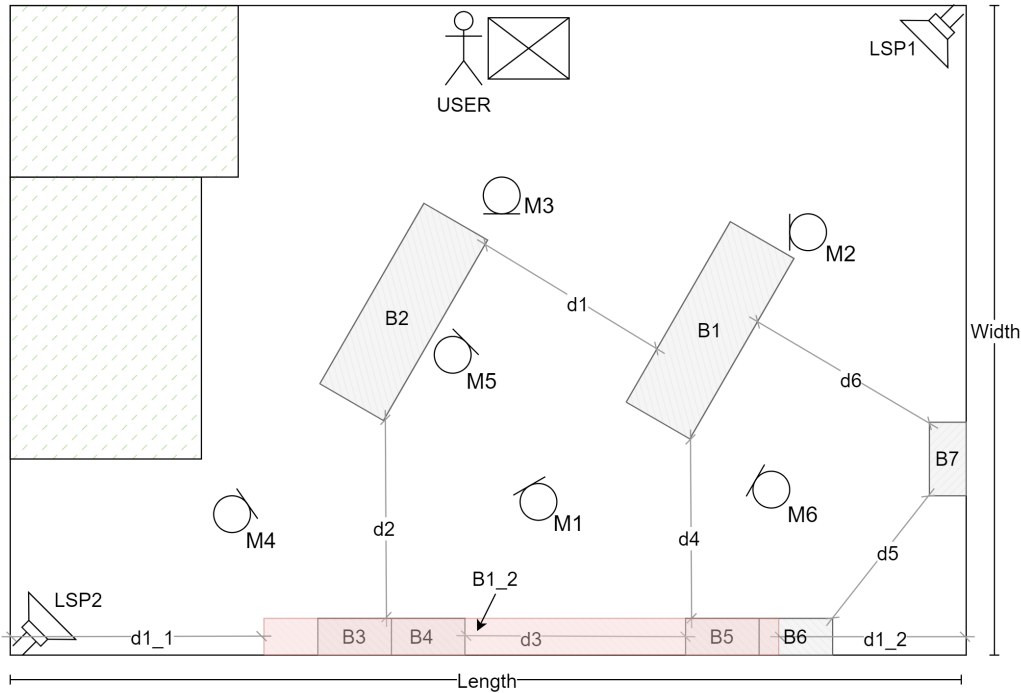 LSP1
USER
M3
M2
d1
B2
B1
Width
M5
d6
B7
M4
M1
M6
d2
d4
d5
B1_2
LSP2
d1_1
B3
B4
d3
B5
B6
d1_2
Length